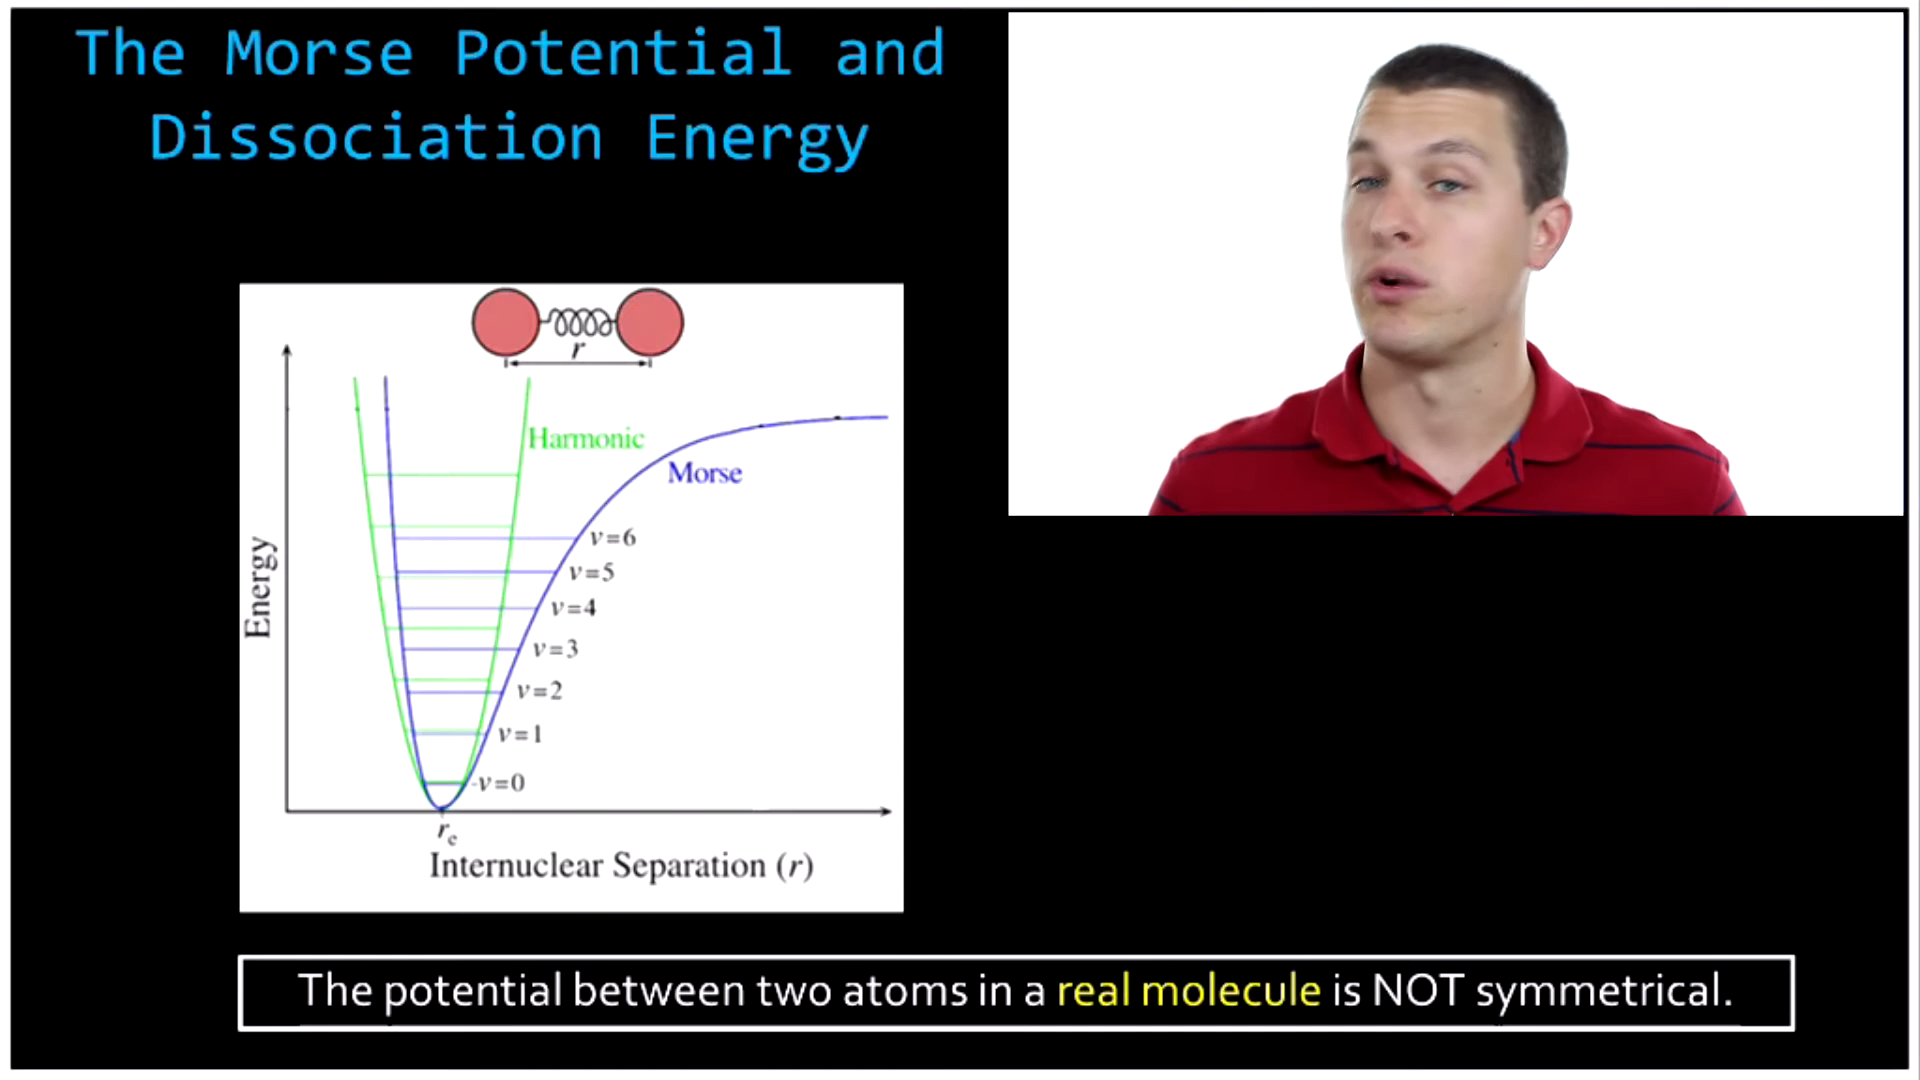 The Morse Potential and
Dissociation Energy
r
Harmonic
Morse
Energy
v=6
v=5
v=4
v=3
v=2
v=1
v=0
rₑ
Internuclear Separation (r)
The potential between two atoms in a real molecule is NOT symmetrical.